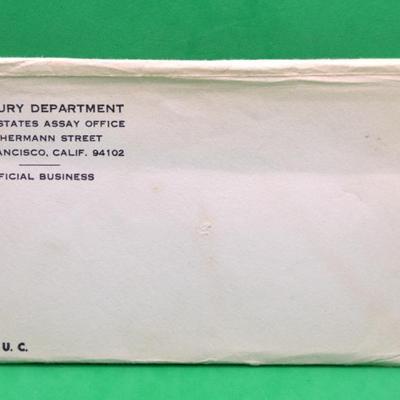 URY DEPARTMENT
STATES ASSAY OFFICE
HERMANN STREET
ANCISCO, CALIF. 94102
FICIAL BUSINESS
U. C.